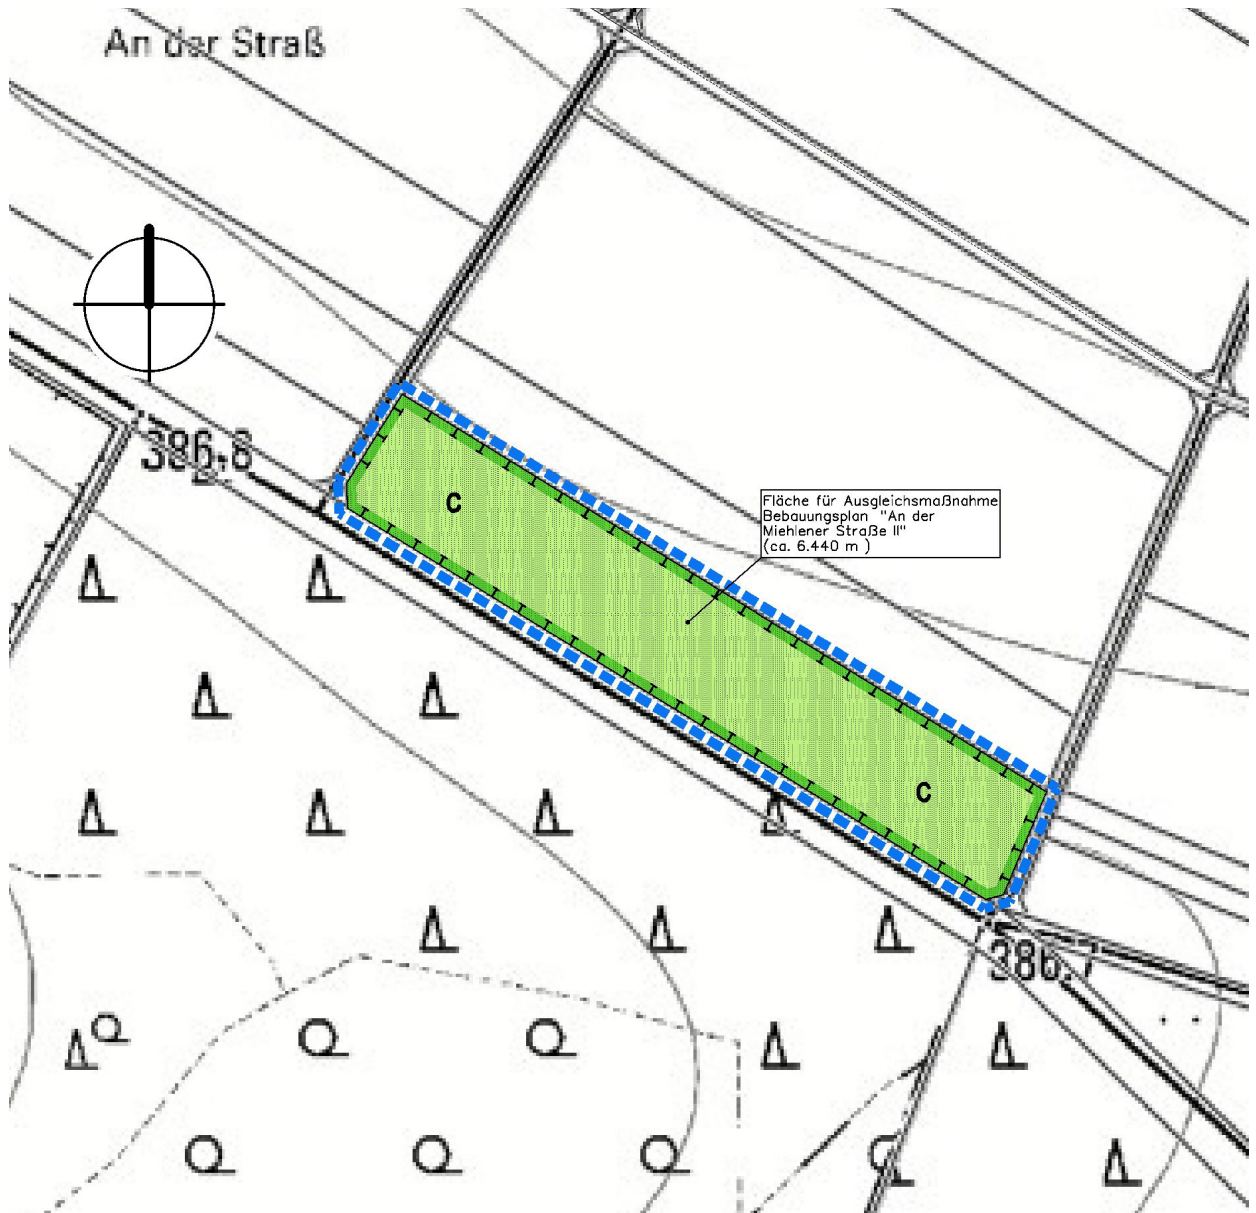 An der Straß
386,8
C
Fläche für Ausgleichsmaßnahme
Bebauungsplan "An der
Miehlener Straße II"
(ca. 6.440 m )
C
386,7